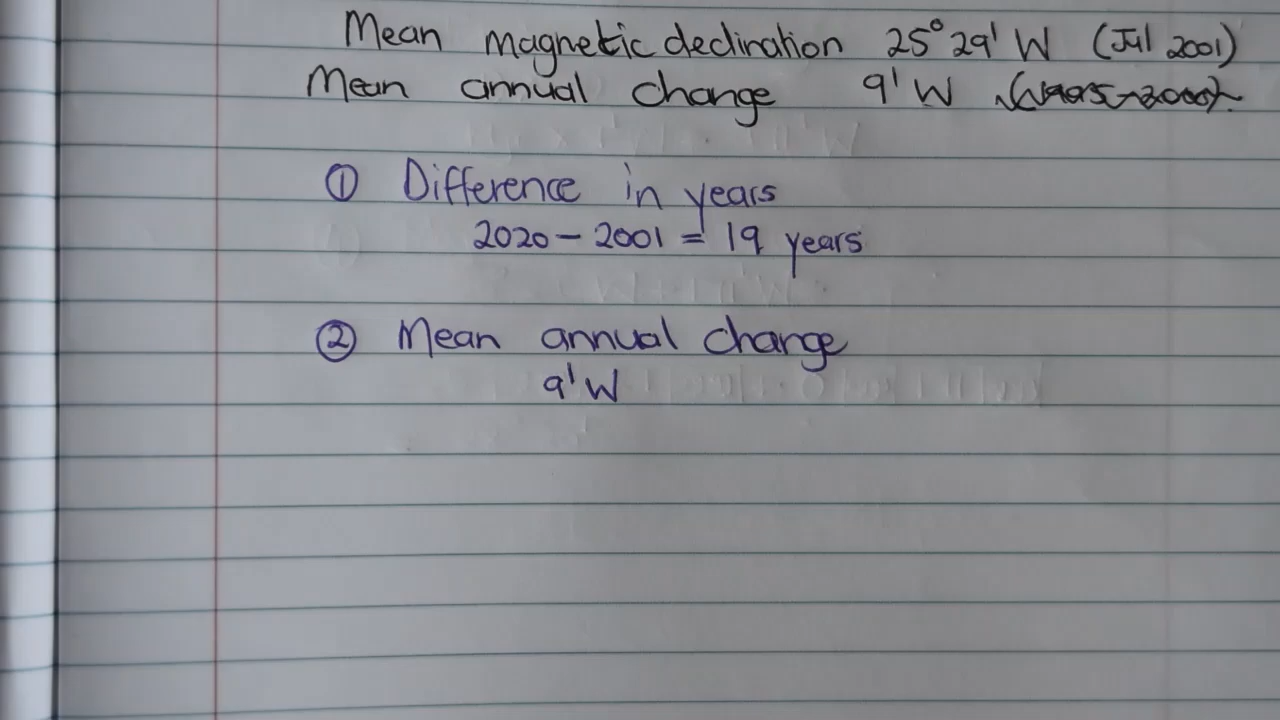 Mean magnetic declination 25° 29' W (Jul 2001)
Mean annual change 9' W
① Difference in years
2020 - 2001 = 19 years
② Mean annual change
9' W